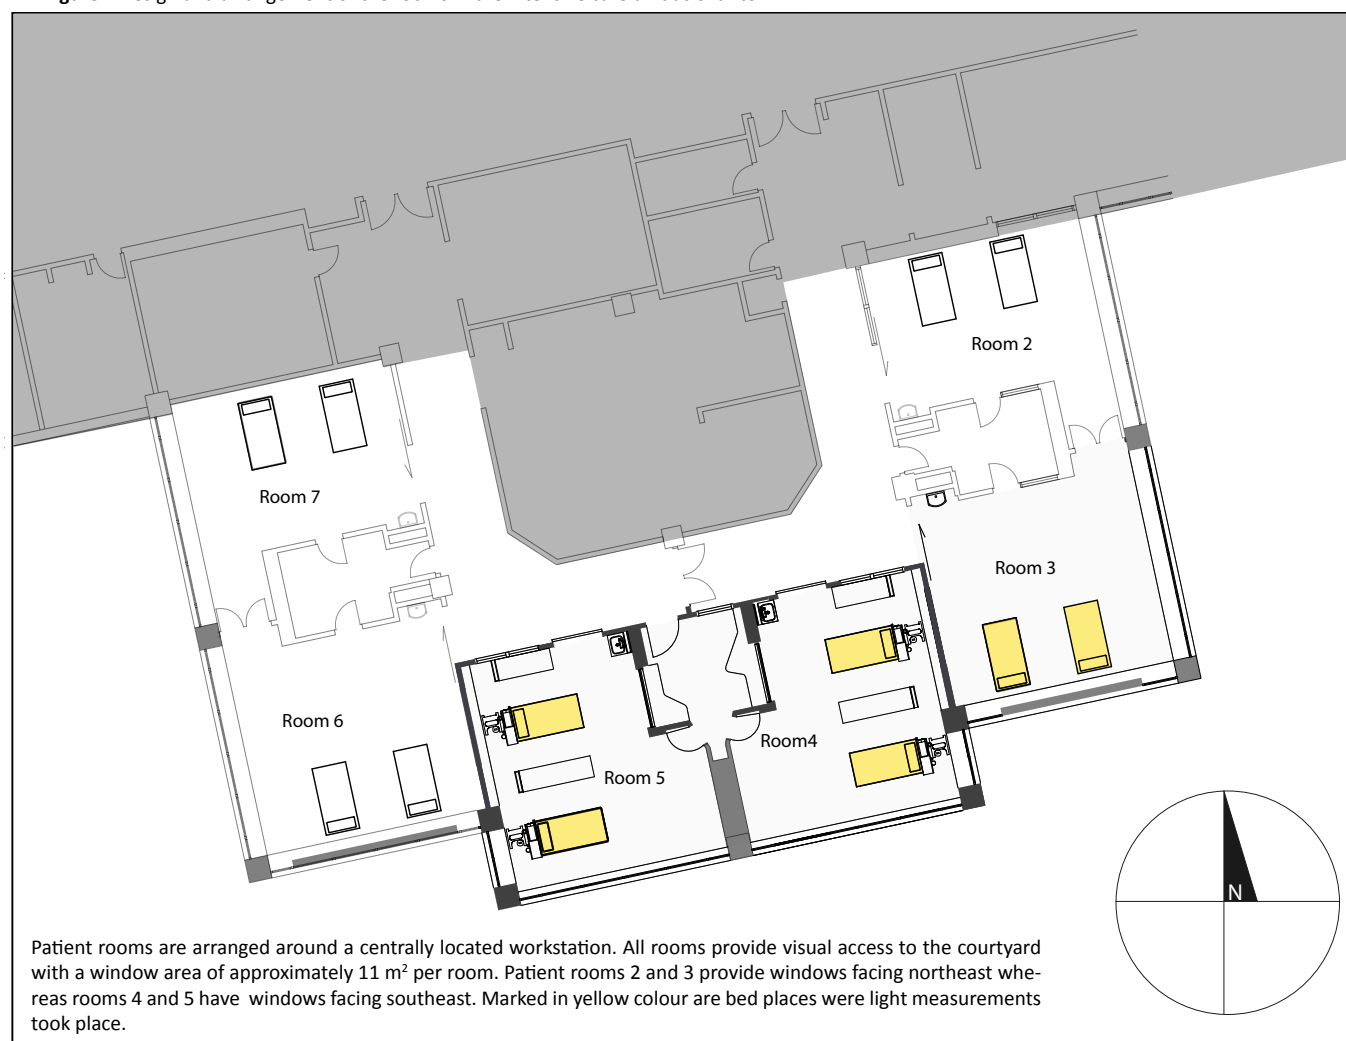 Room 2
Room 7
Room 3
Room 6
Room4
Room 5
N
Patient rooms are arranged around a centrally located workstation. All rooms provide visual access to the courtyard
with a window area of approximately 11 m² per room. Patient rooms 2 and 3 provide windows facing northeast whe-
reas rooms 4 and 5 have windows facing southeast. Marked in yellow colour are bed places were light measurements
took place.